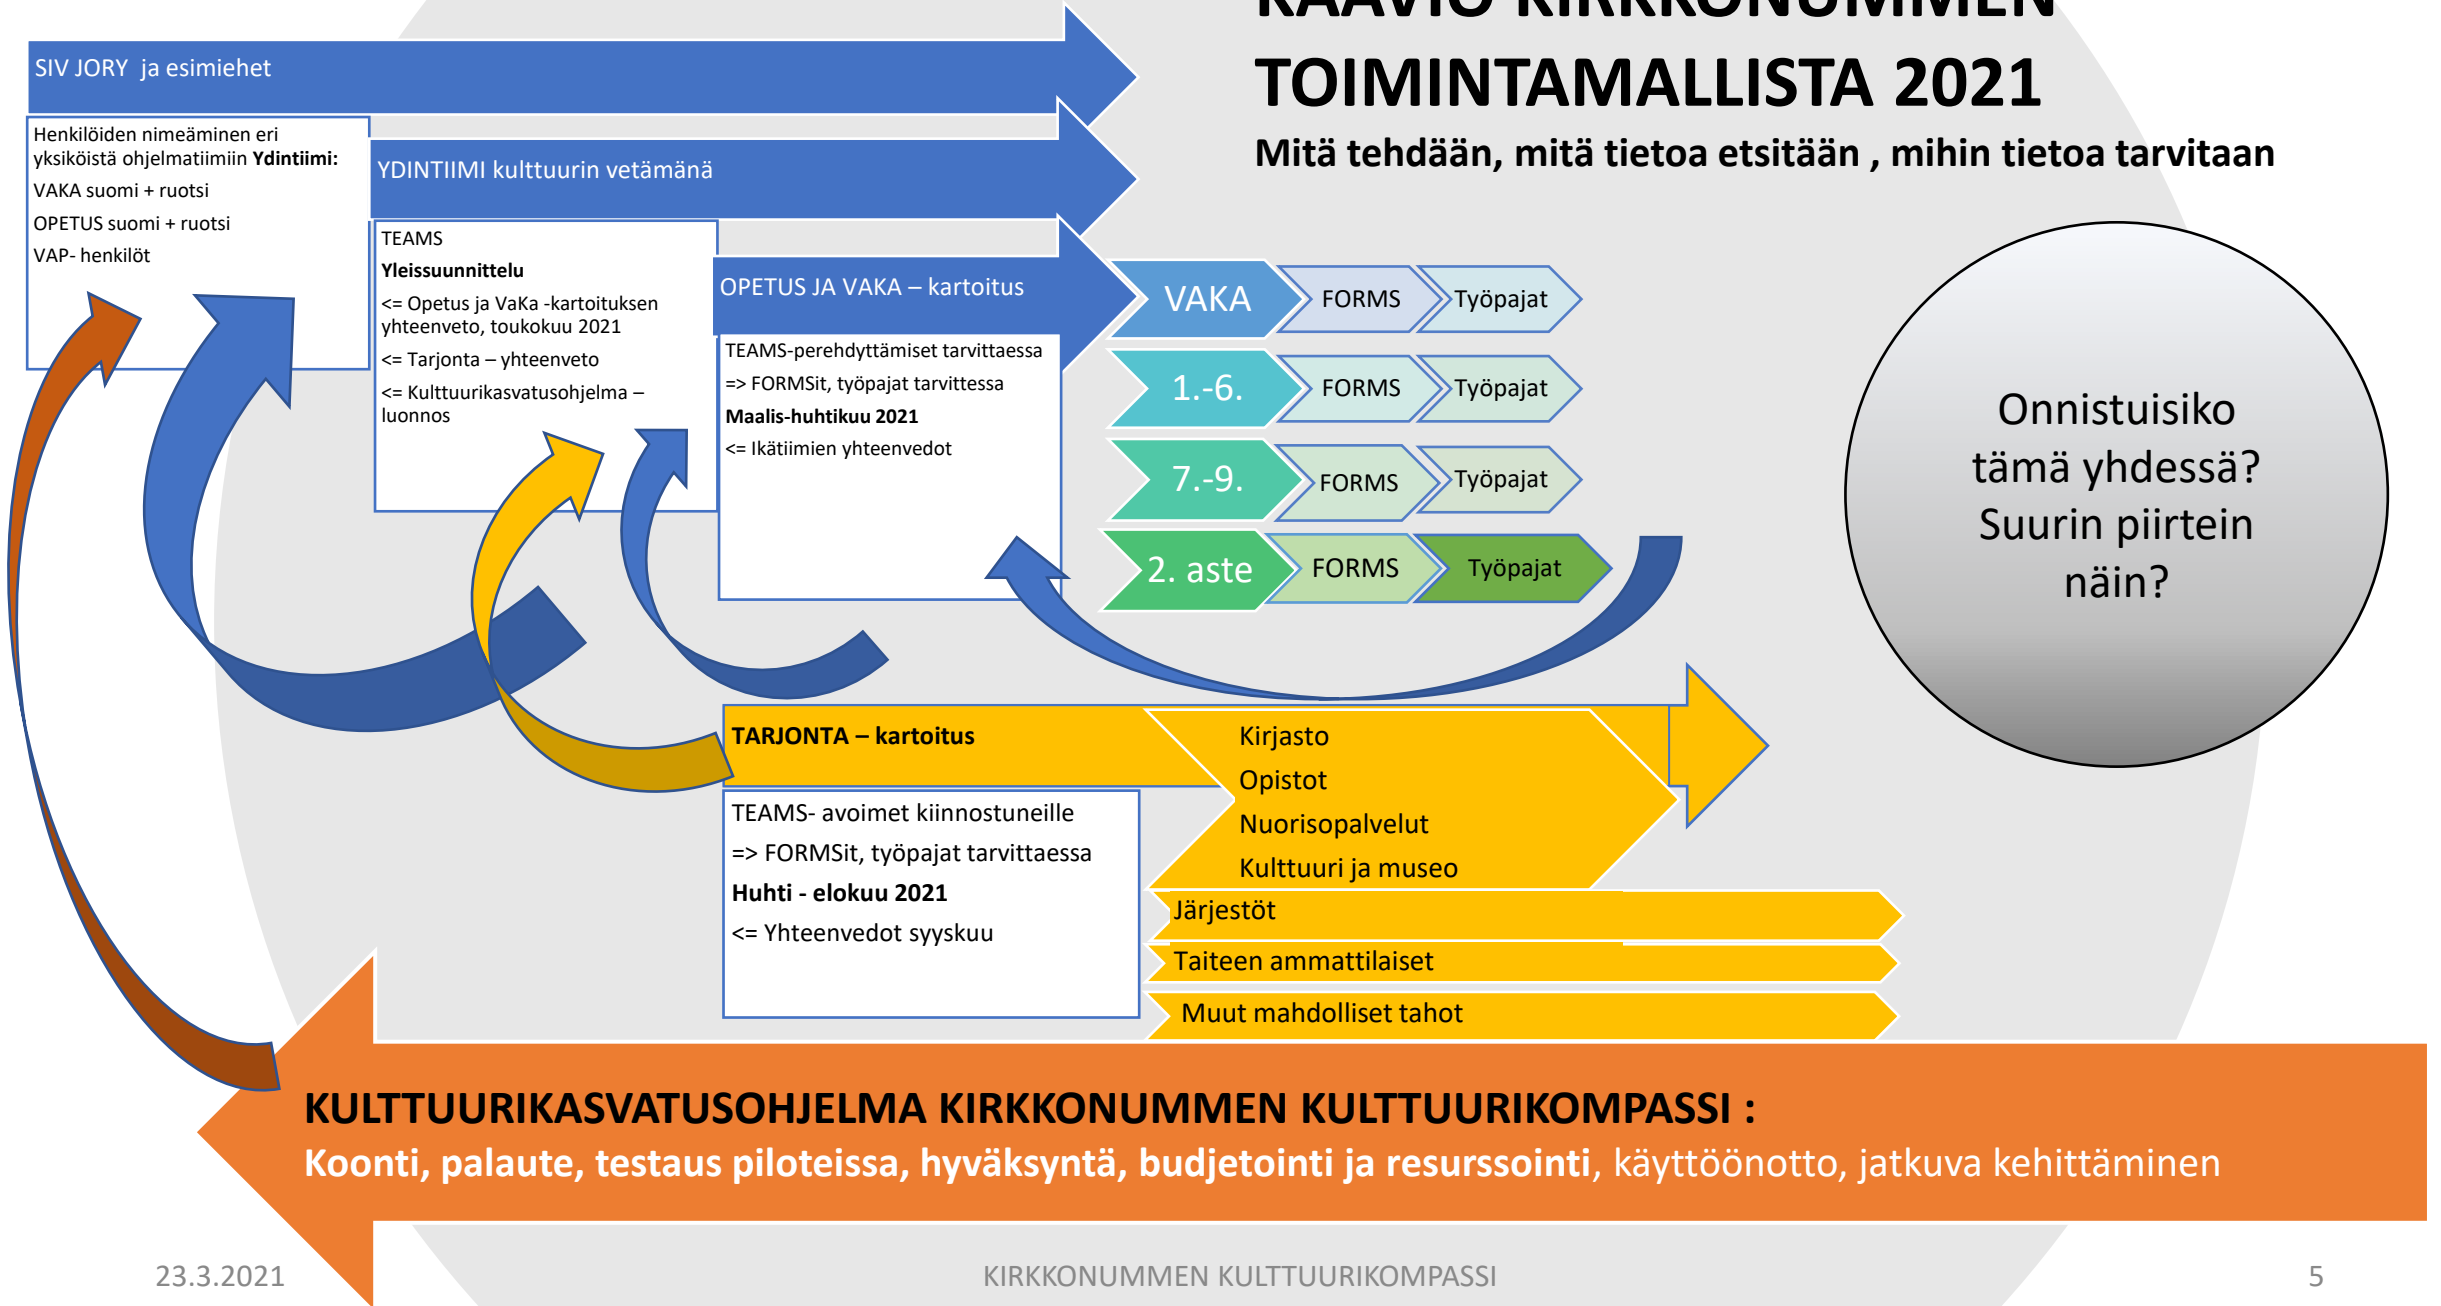 KAAVIO KIRKKONUMMEN
TOIMINTAMALLISTA 2021
Mitä tehdään, mitä tietoa etsitään , mihin tietoa tarvitaan
SIV JORY ja esimiehet
Henkilöiden nimeäminen eri
yksiköistä ohjelmatiimiin Ydintiimi:
VAKA suomi + ruotsi
OPETUS suomi + ruotsi
VAP- henkilöt
YDINTIIMI kulttuurin vetämänä
TEAMS
Yleissuunnittelu
<= Opetus ja VaKa -kartoituksen
yhteenveto, toukokuu 2021
<= Tarjonta – yhteenveto
<= Kulttuurikasvatusohjelma –
luonnos
OPETUS JA VAKA – kartoitus
TEAMS-perehdyttämiset tarvittaessa
=> FORMSit, työpajat tarvittessa
Maalis-huhtikuu 2021
<= Ikätiimien yhteenvedot
VAKA FORMS Työpajat
1.-6. FORMS Työpajat
7.-9. FORMS Työpajat
2. aste FORMS Työpajat
Onnistuisiko
tämä yhdessä?
Suurin piirtein
näin?
TARJONTA – kartoitus
TEAMS- avoimet kiinnostuneille
=> FORMSit, työpajat tarvittaessa
Huhti - elokuu 2021
<= Yhteenvedot syyskuu
Kirjasto
Opistot
Nuorisopalvelut
Kulttuuri ja museo
Järjestöt
Taiteen ammattilaiset
Muut mahdolliset tahot
KULTTUURIKASVATUSOHJELMA KIRKKONUMMEN KULTTUURIKOMPASSI :
Koonti, palaute, testaus piloteissa, hyväksyntä, budjetointi ja resurssointi, käyttöönotto, jatkuva kehittäminen
23.3.2021
KIRKKONUMMEN KULTTUURIKOMPASSI
5